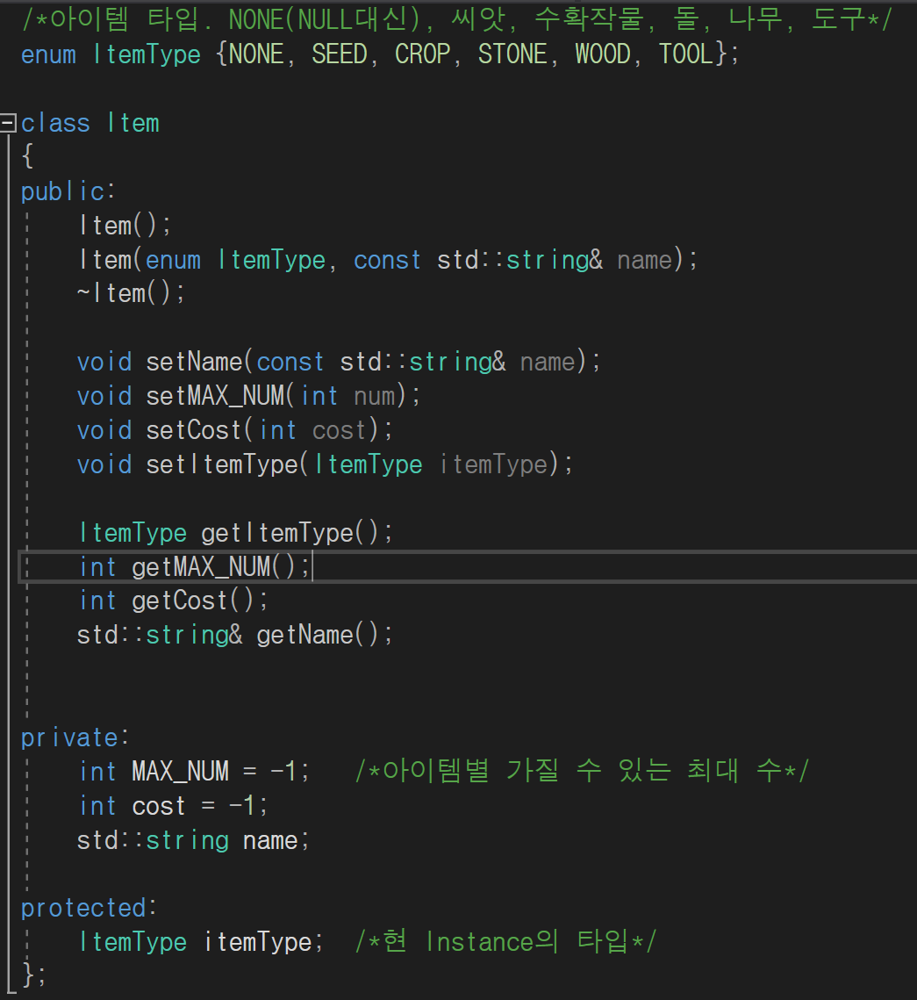 /*아이템 타입. NONE(NULL대신), 씨앗, 수확작물, 돌, 나무, 도구*/
enum ItemType {NONE, SEED, CROP, STONE, WOOD, TOOL};
class Item
{
public:
Item();
Item(enum ItemType, const std::string& name);
~Item();
void setName(const std::string& name);
void setMAX_NUM(int num);
void setCost(int cost);
void setItemType(ItemType itemType);
ItemType getItemType();
int getMAX_NUM();
int getCost();
std::string& getName();
private:
int MAX_NUM = -1; /*아이템별 가질 수 있는 최대 수*/
int cost = -1;
std::string name;
protected:
ItemType itemType; /*현 Instance의 타입*/
};